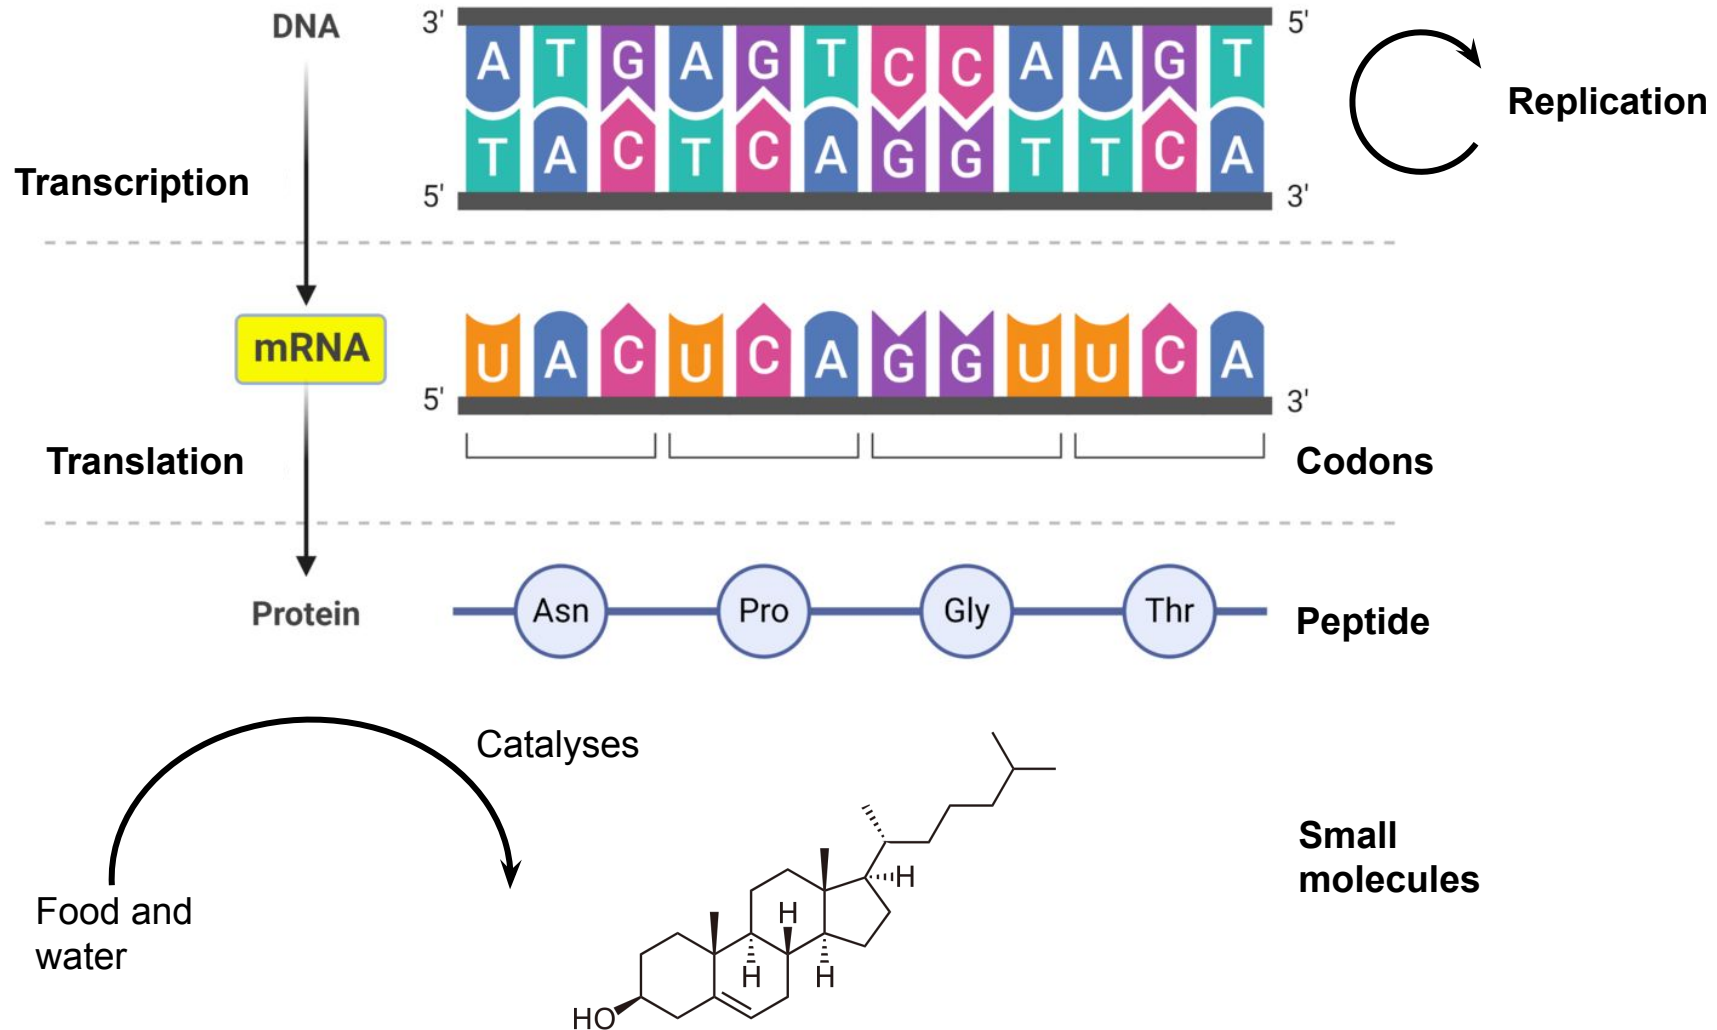 DNA
3'
A T G A G T C C A A G T
5'
T A C T C A G G T T C A
5'
3'
Replication
Transcription
mRNA
U A C U C A G G U U C A
5'
3'
Translation
Codons
Protein
Asn
Pro
Gly
Thr
Peptide
Catalyses
Food and
water
Small
molecules
H
H
H
H
HO